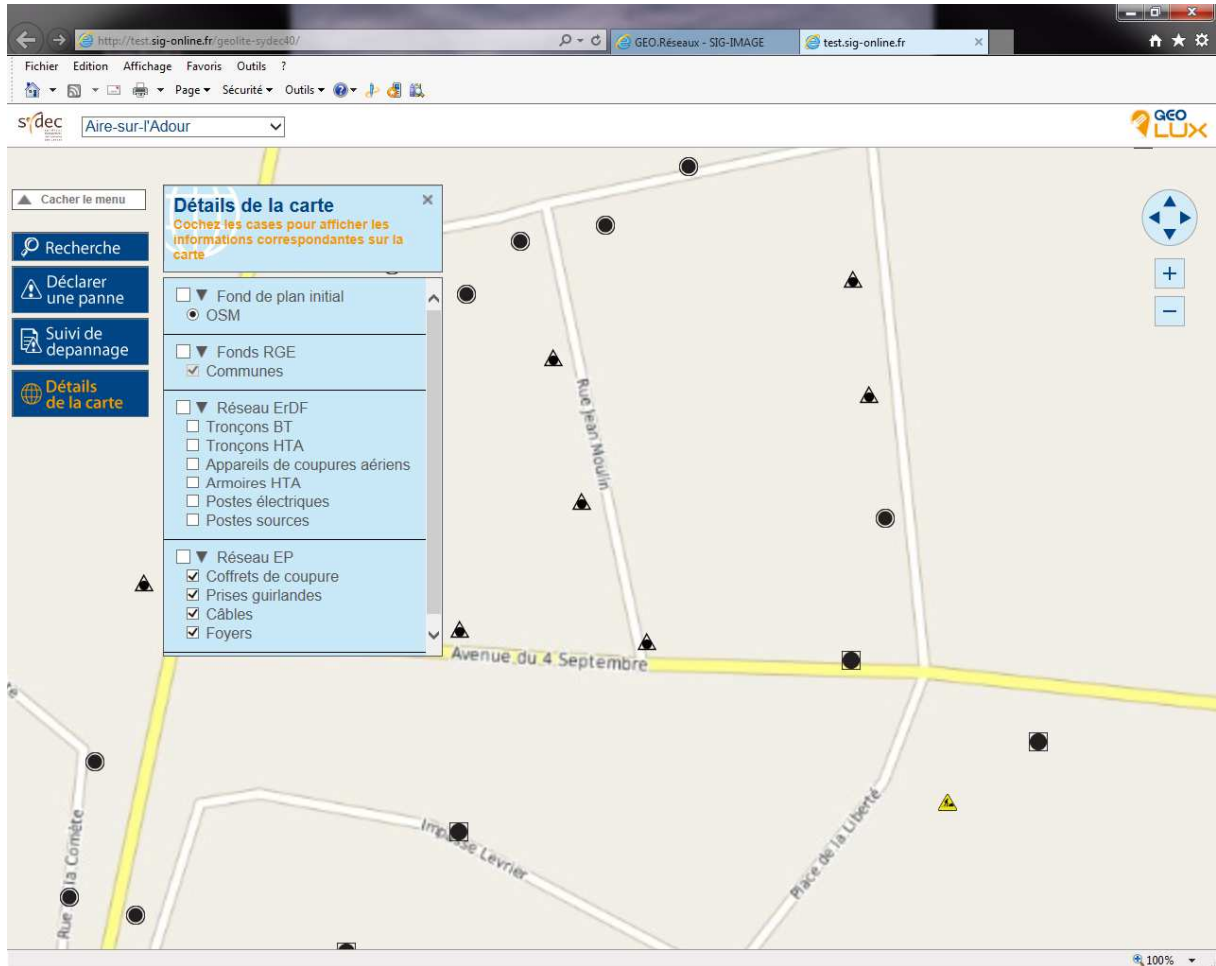 http://test.sig-online.fr/geolite-sydec40/
GEO.Réseaux - SIG-IMAGE
test.sig-online.fr
Fichier Edition Affichage Favoris Outils ?
Page Sécurité Outils
sydec
Aire-sur-l'Adour
GEO
LUX
Cacher le menu
Recherche
Déclarer
une panne
Suivi de
depannage
Détails
de la carte
Détails de la carte
Cochez les cases pour afficher les
informations correspondantes sur la
carte
Fond de plan initial
OSM
Fonds RGE
Communes
Réseau ErDF
Tronçons BT
Tronçons HTA
Appareils de coupures aériens
Armoires HTA
Postes électriques
Postes sources
Réseau EP
Coffrets de coupure
Prises guirlandes
Câbles
Foyers
Rue Jean Moulin
Avenue du 4 Septembre
Impasse Levrier
Place de la Liberté
Rue la Comète
100%